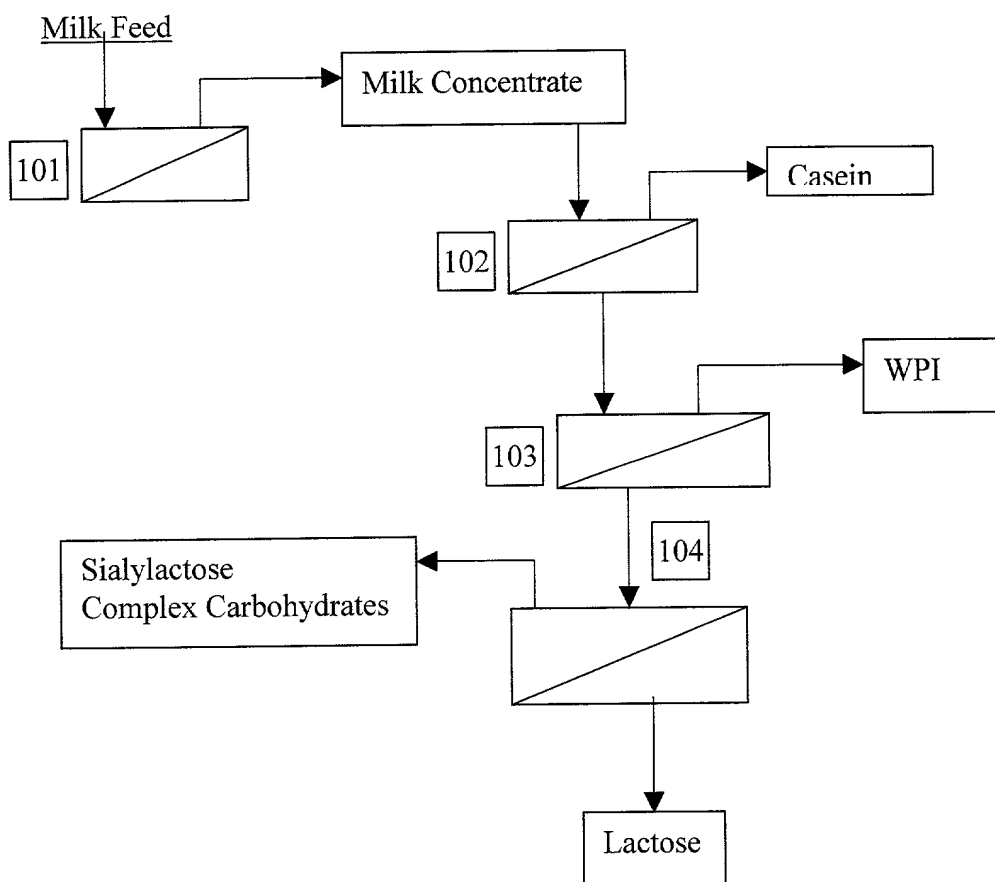 Milk Feed
Milk Concentrate
101
Casein
102
WPI
103
104
Sialylactose
Complex Carbohydrates
Lactose